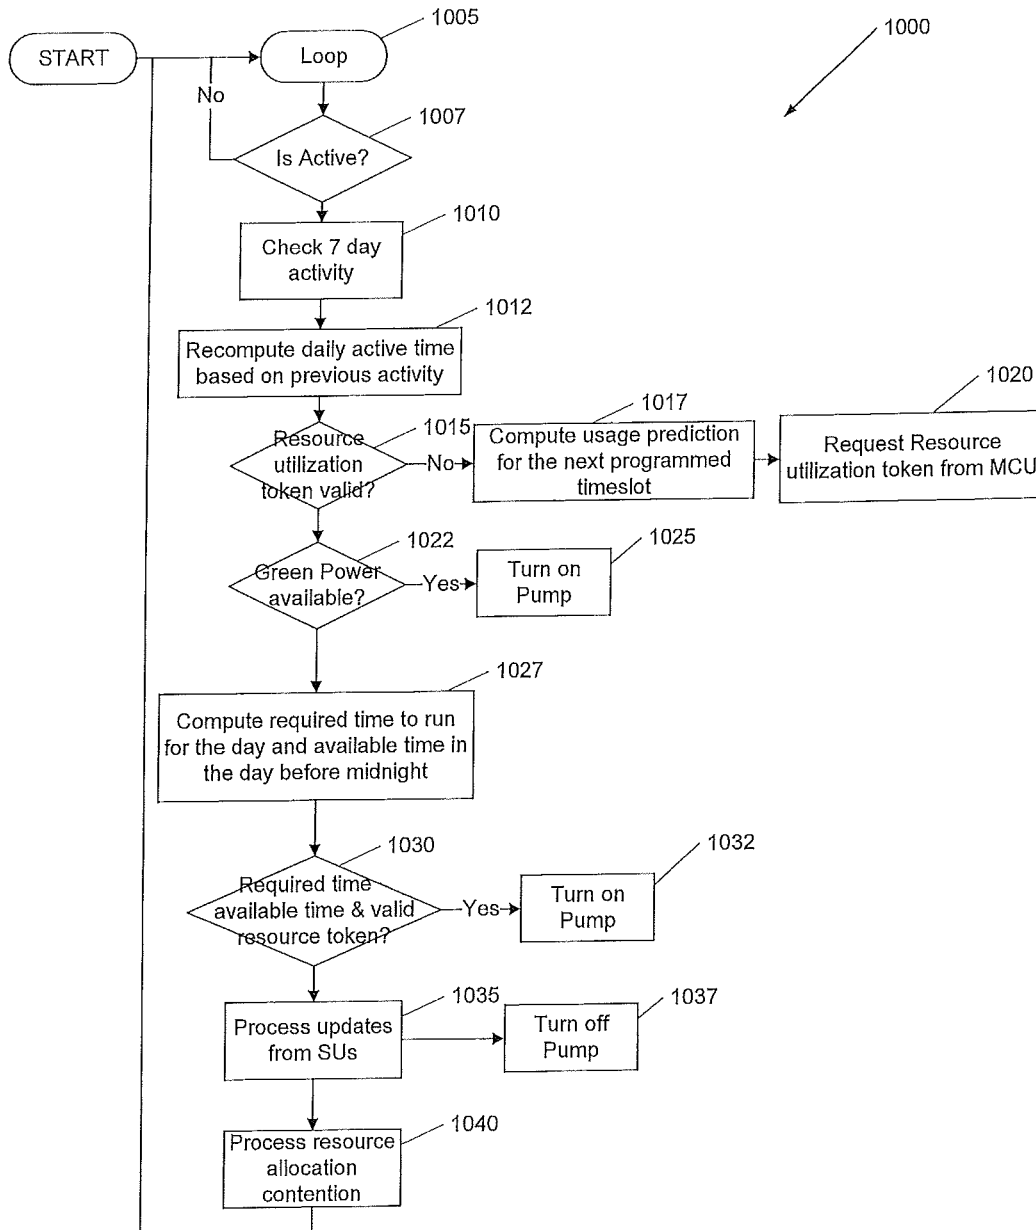 START
Loop
1005
1000
No
1007
Is Active?
1010
Check 7 day
activity
1012
Recompute daily active time
based on previous activity
1015
Resource
utilization
token valid?
No
1017
Compute usage prediction
for the next programmed
timeslot
1020
Request Resource
utilization token from MCU
1022
Green Power
available?
Yes
1025
Turn on
Pump
1027
Compute required time to run
for the day and available time in
the day before midnight
1030
Required time
available time & valid
resource token?
Yes
1032
Turn on
Pump
1035
Process updates
from SUs
1037
Turn off
Pump
1040
Process resource
allocation
contention